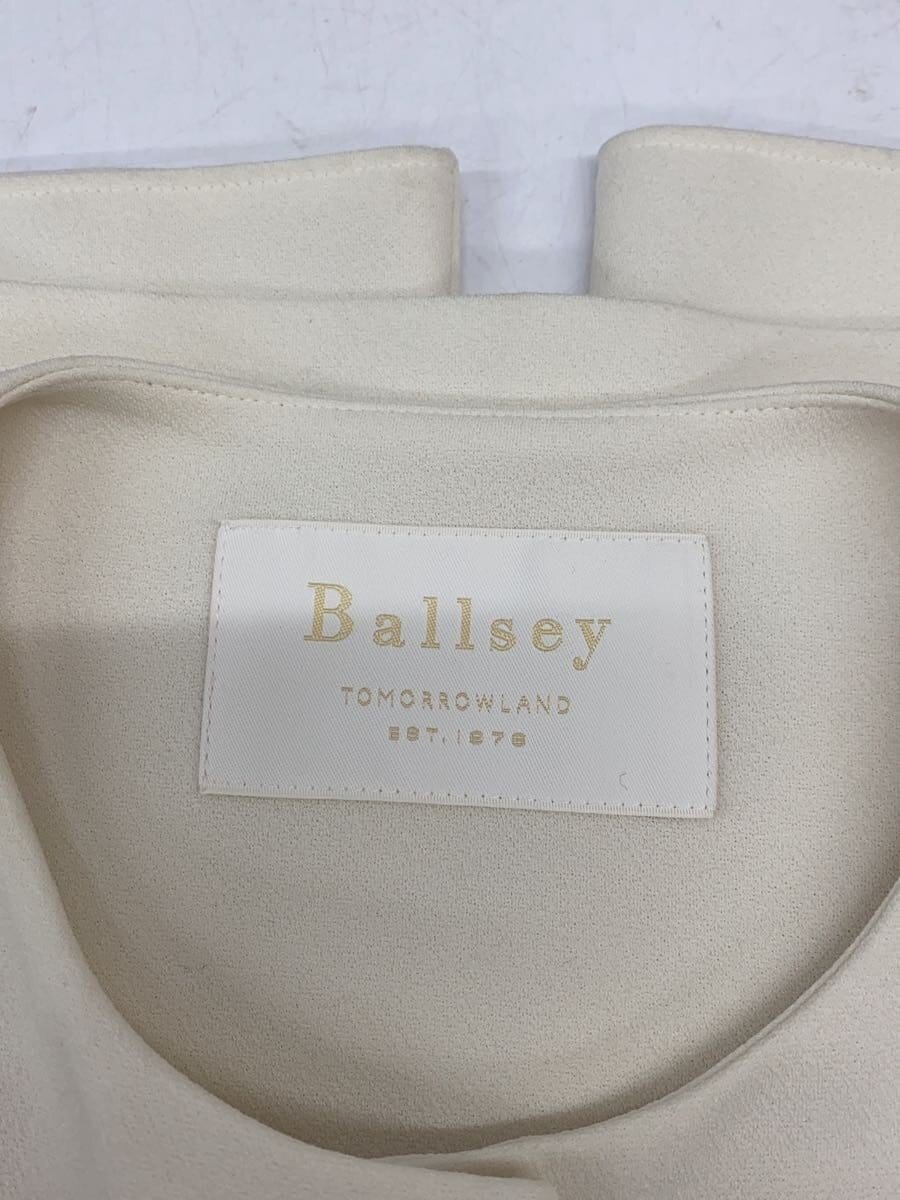 Ballsey
TOMORROWLAND
EST. 1978